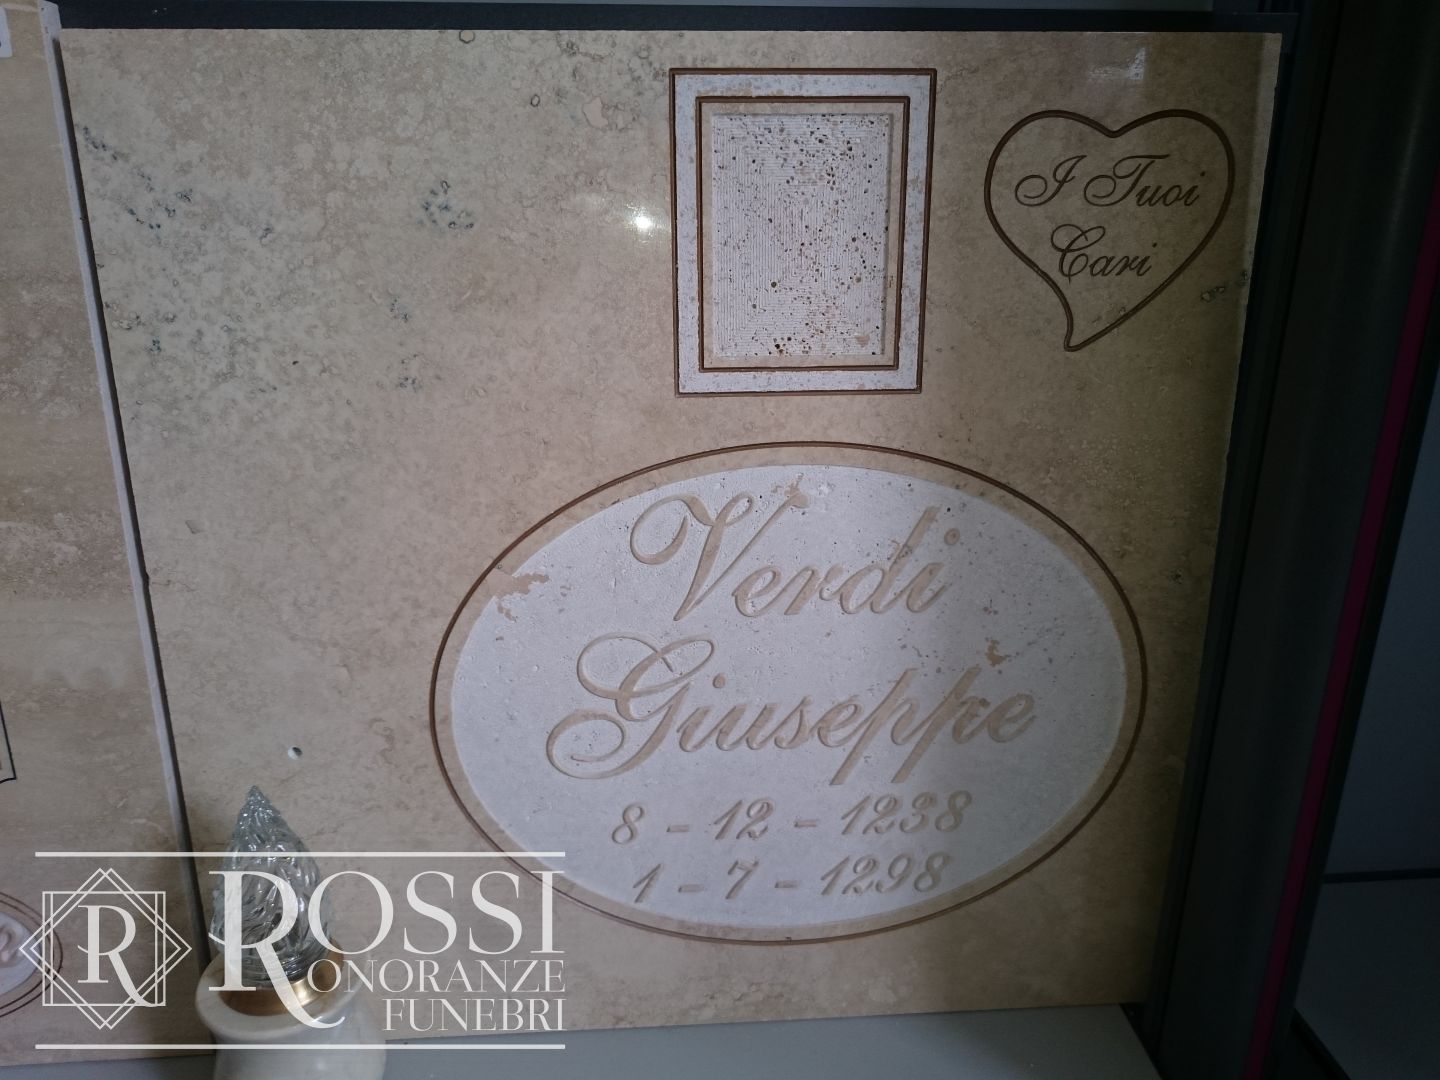 I Tuoi
Cari
Verdi
Giuseppe
8 - 12 - 1238
1 - 7 - 1298
R
ROSSI
ONORANZE
FUNEBRI